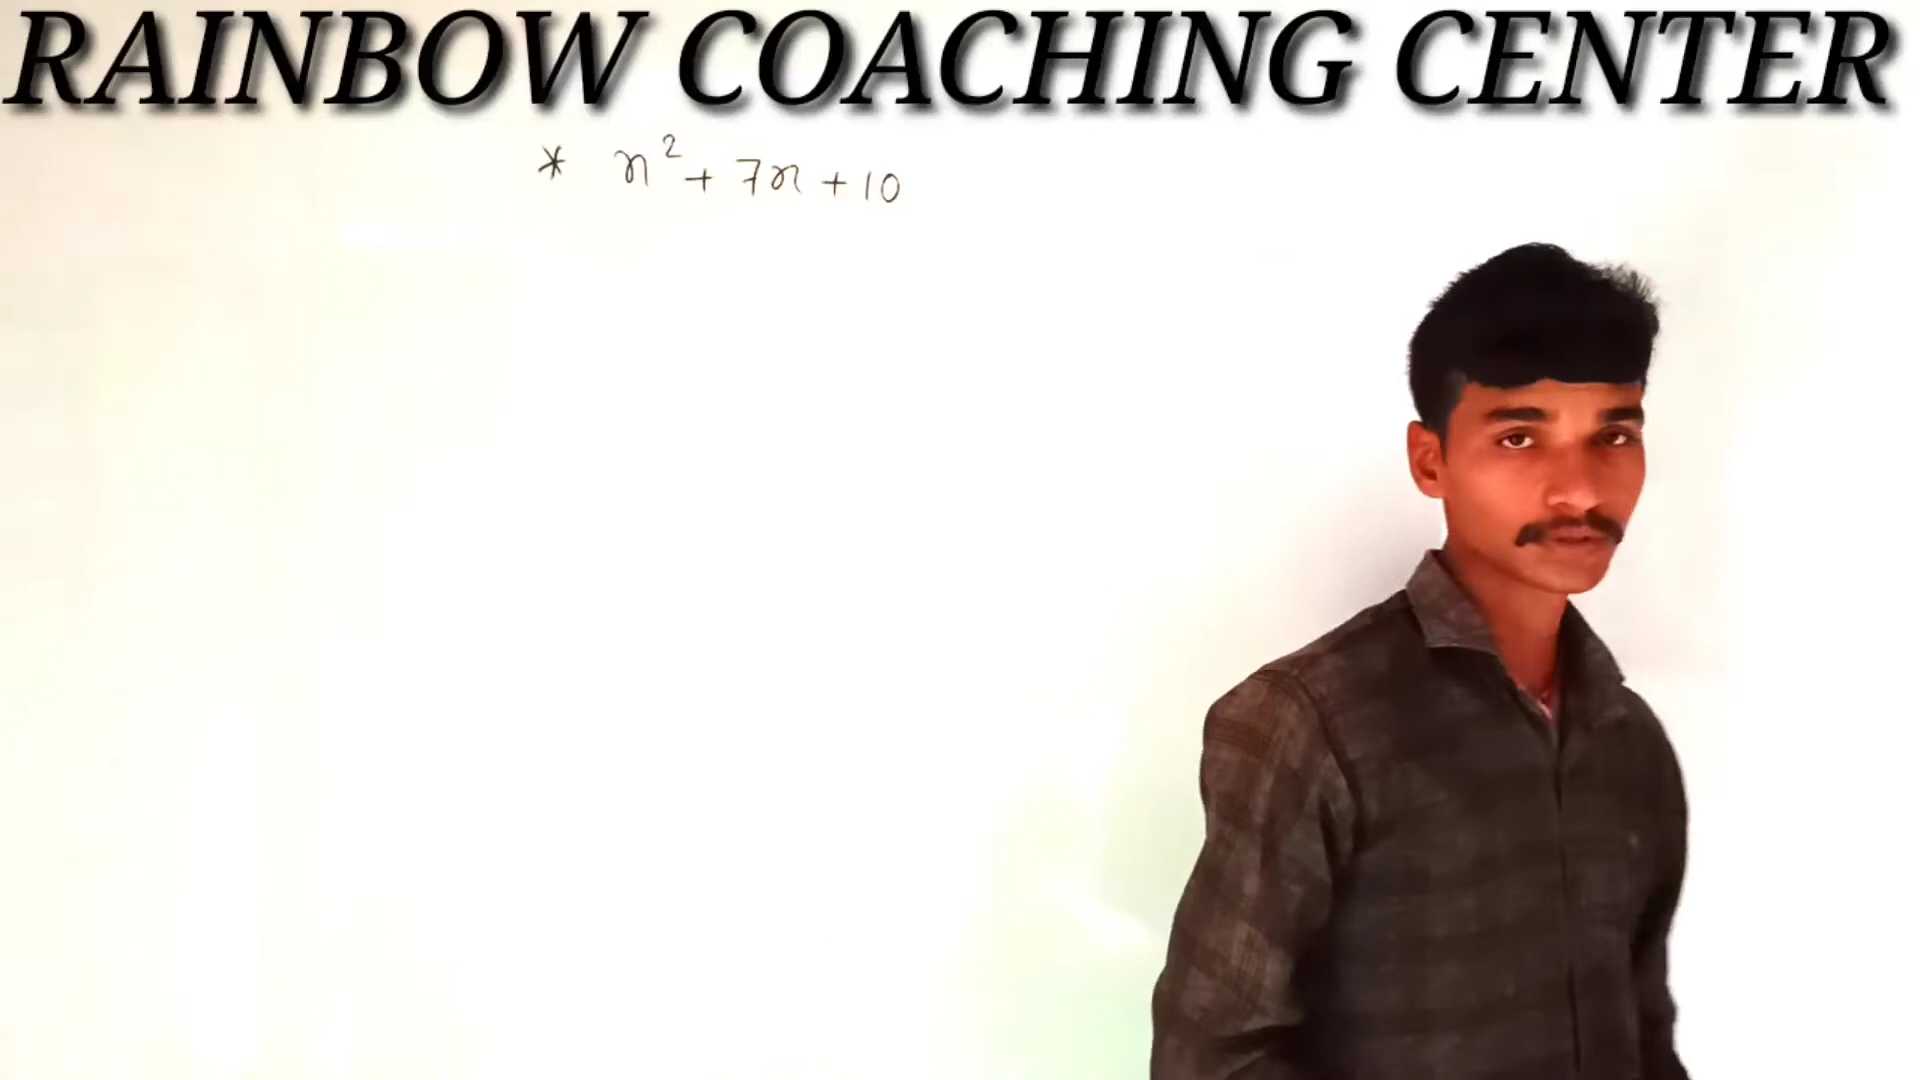 RAINBOW COACHING CENTER
* x² + 7x + 10